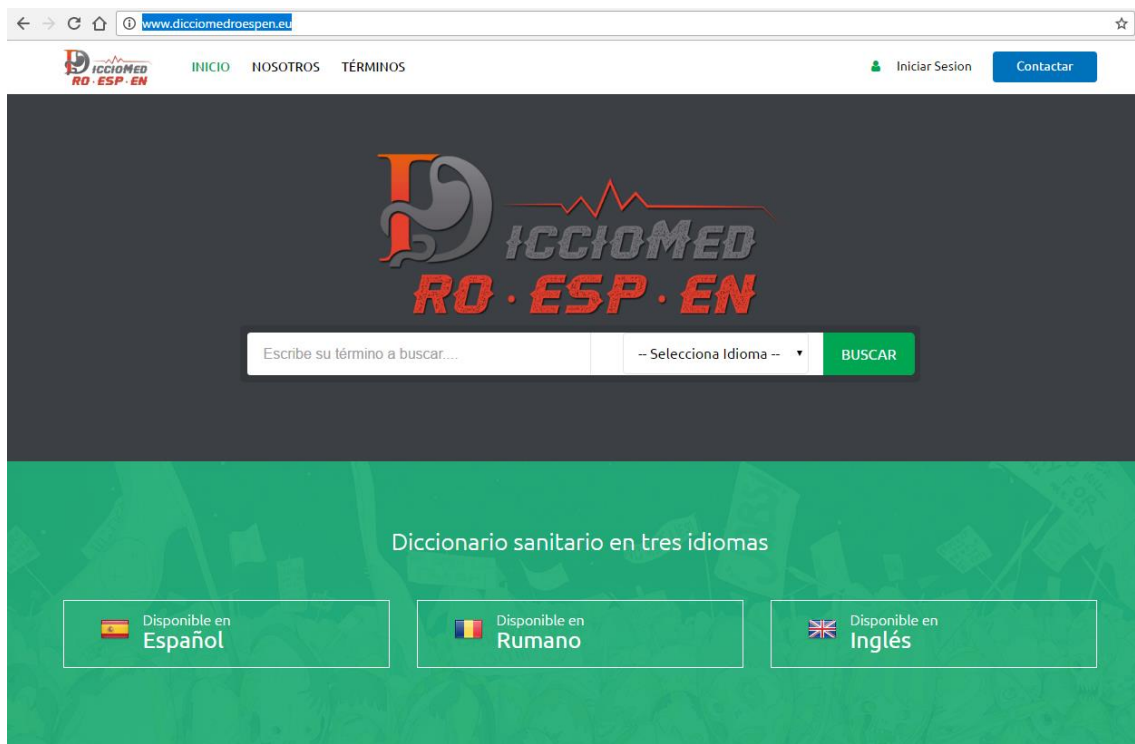 www.dicciomedroespen.eu
DICCIOMED
RO · ESP · EN
INICIO NOSOTROS TÉRMINOS Iniciar Sesion Contactar
DICCIOMED
RO · ESP · EN
Escribe su término a buscar.... -- Selecciona Idioma -- BUSCAR
Diccionario sanitario en tres idiomas
Disponible en
Español
Disponible en
Rumano
Disponible en
Inglés